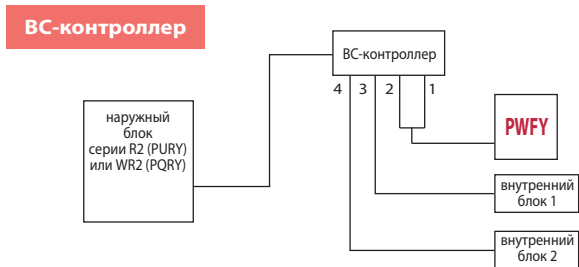 ВС-контроллер
ВС-контроллер
4 3 2 1
наружный
блок
серии R2 (PURY)
или WR2 (PQRY)
PWFY
внутренний
блок 1
внутренний
блок 2